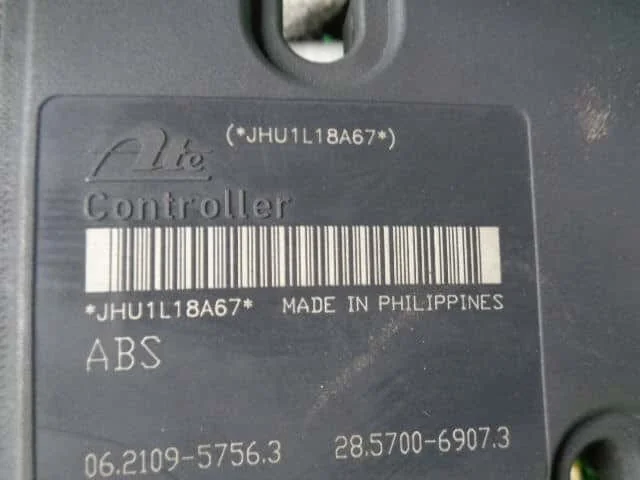 (*JHU1L18A67*)
Ate
Controller
*JHU1L18A67* MADE IN PHILIPPINES
ABS
06.2109-5756.3 28.5700-6907.3